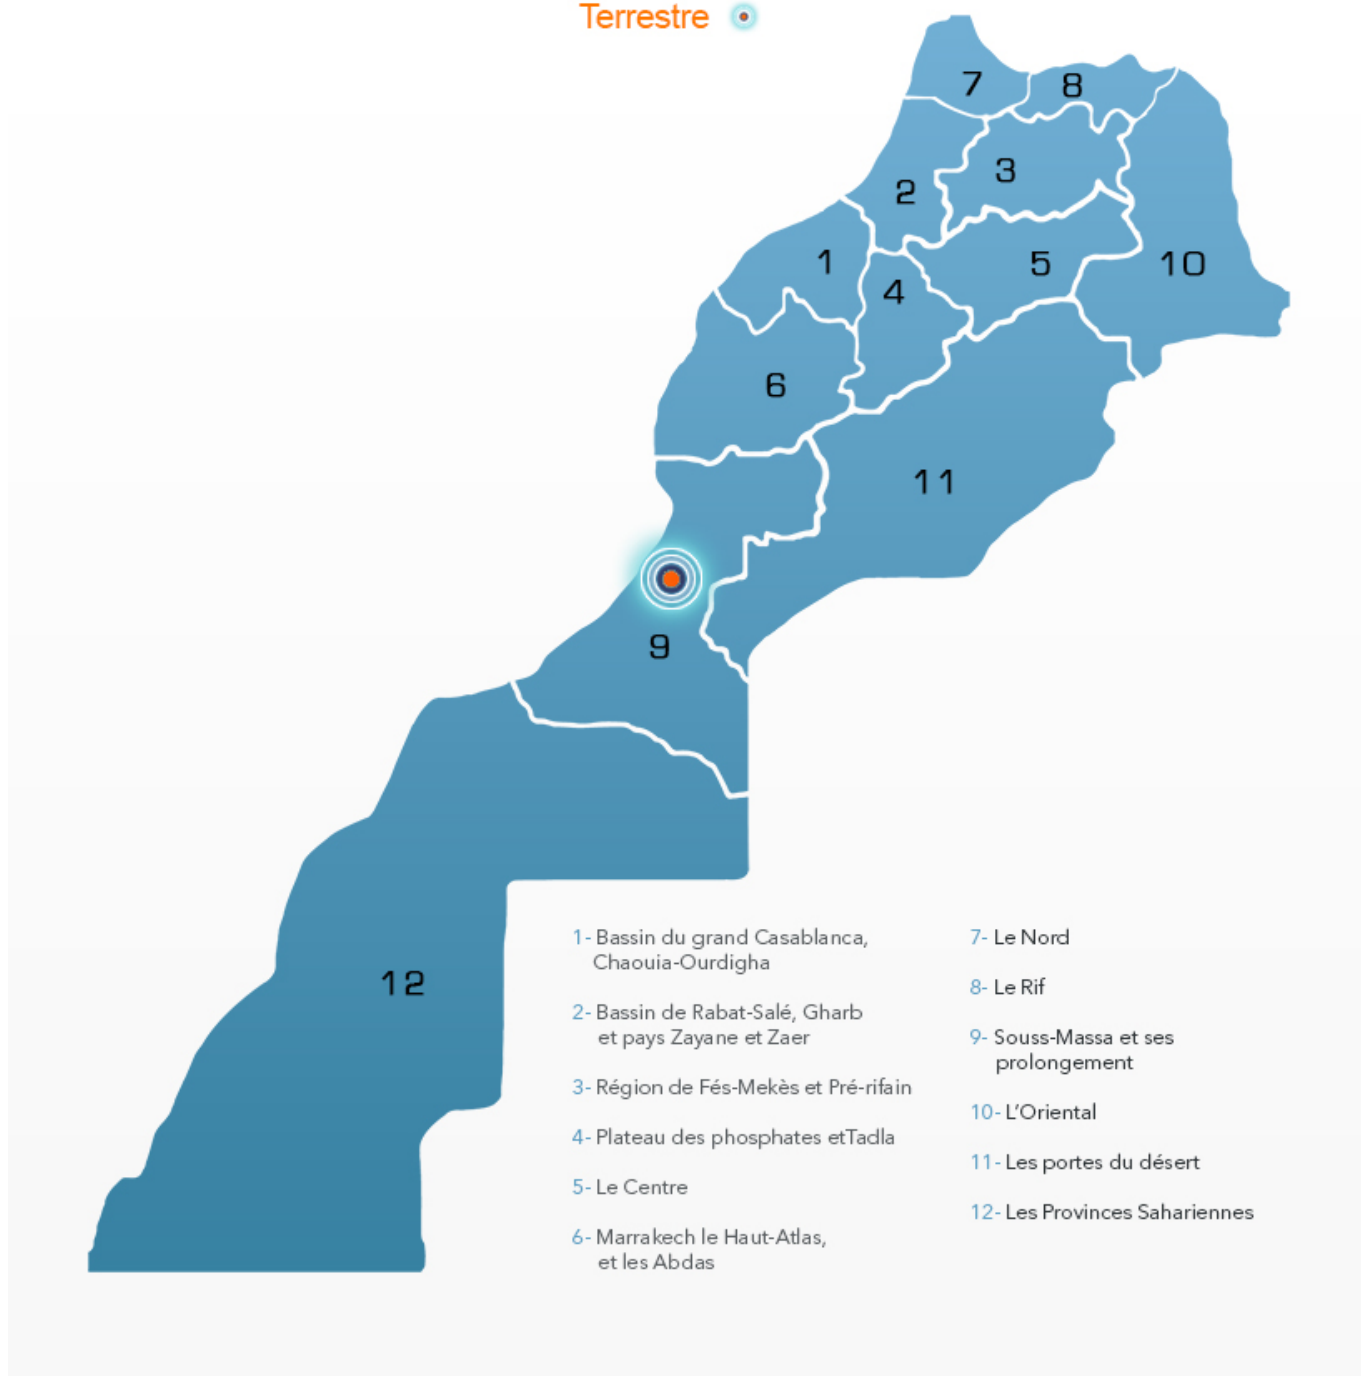 Terrestre
7
8
3
2
1
5
10
4
6
11
9
12
1- Bassin du grand Casablanca,
Chaouia-Ourdigha
2- Bassin de Rabat-Salé, Gharb
et pays Zayane et Zaer
3- Région de Fés-Mekès et Pré-rifain
4- Plateau des phosphates etTadla
5- Le Centre
6- Marrakech le Haut-Atlas,
et les Abdas
7- Le Nord
8- Le Rif
9- Souss-Massa et ses
prolongement
10- L'Oriental
11- Les portes du désert
12- Les Provinces Sahariennes